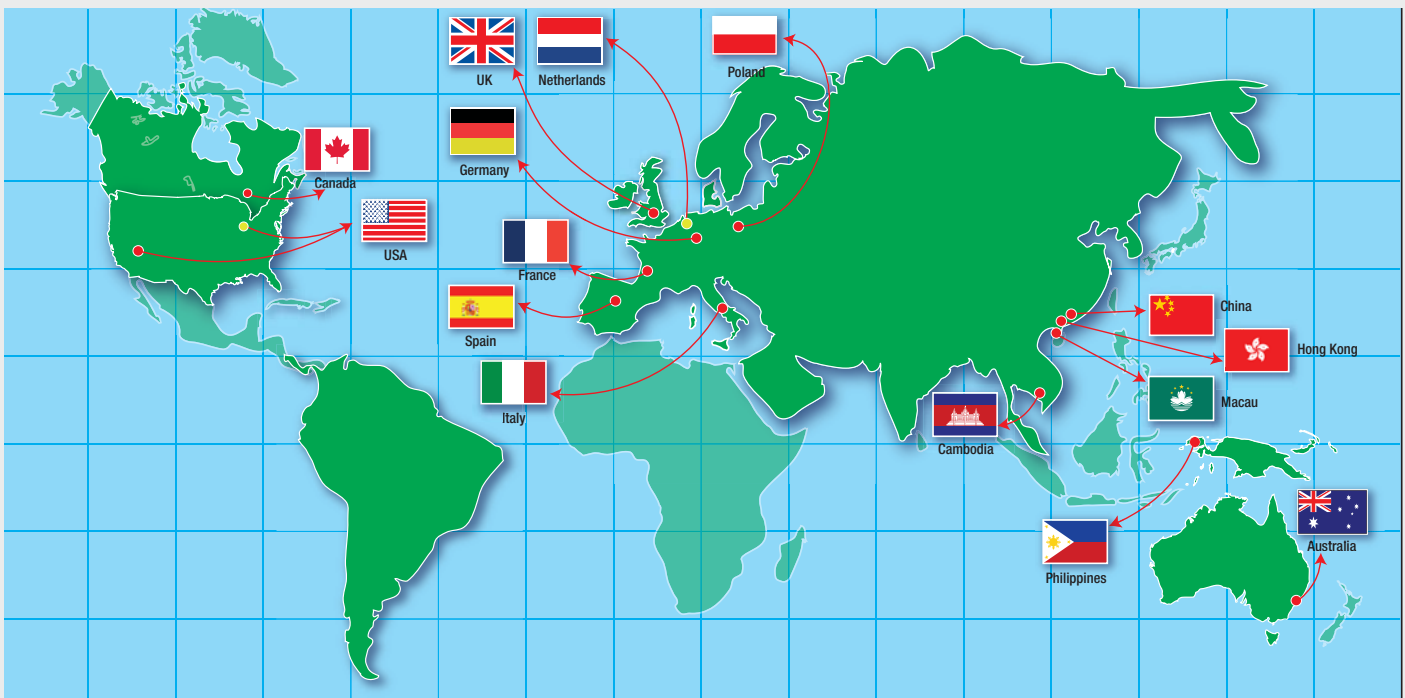 UK
Netherlands
Poland
Germany
Canada
USA
France
Spain
Italy
China
Hong Kong
Macau
Cambodia
Philippines
Australia